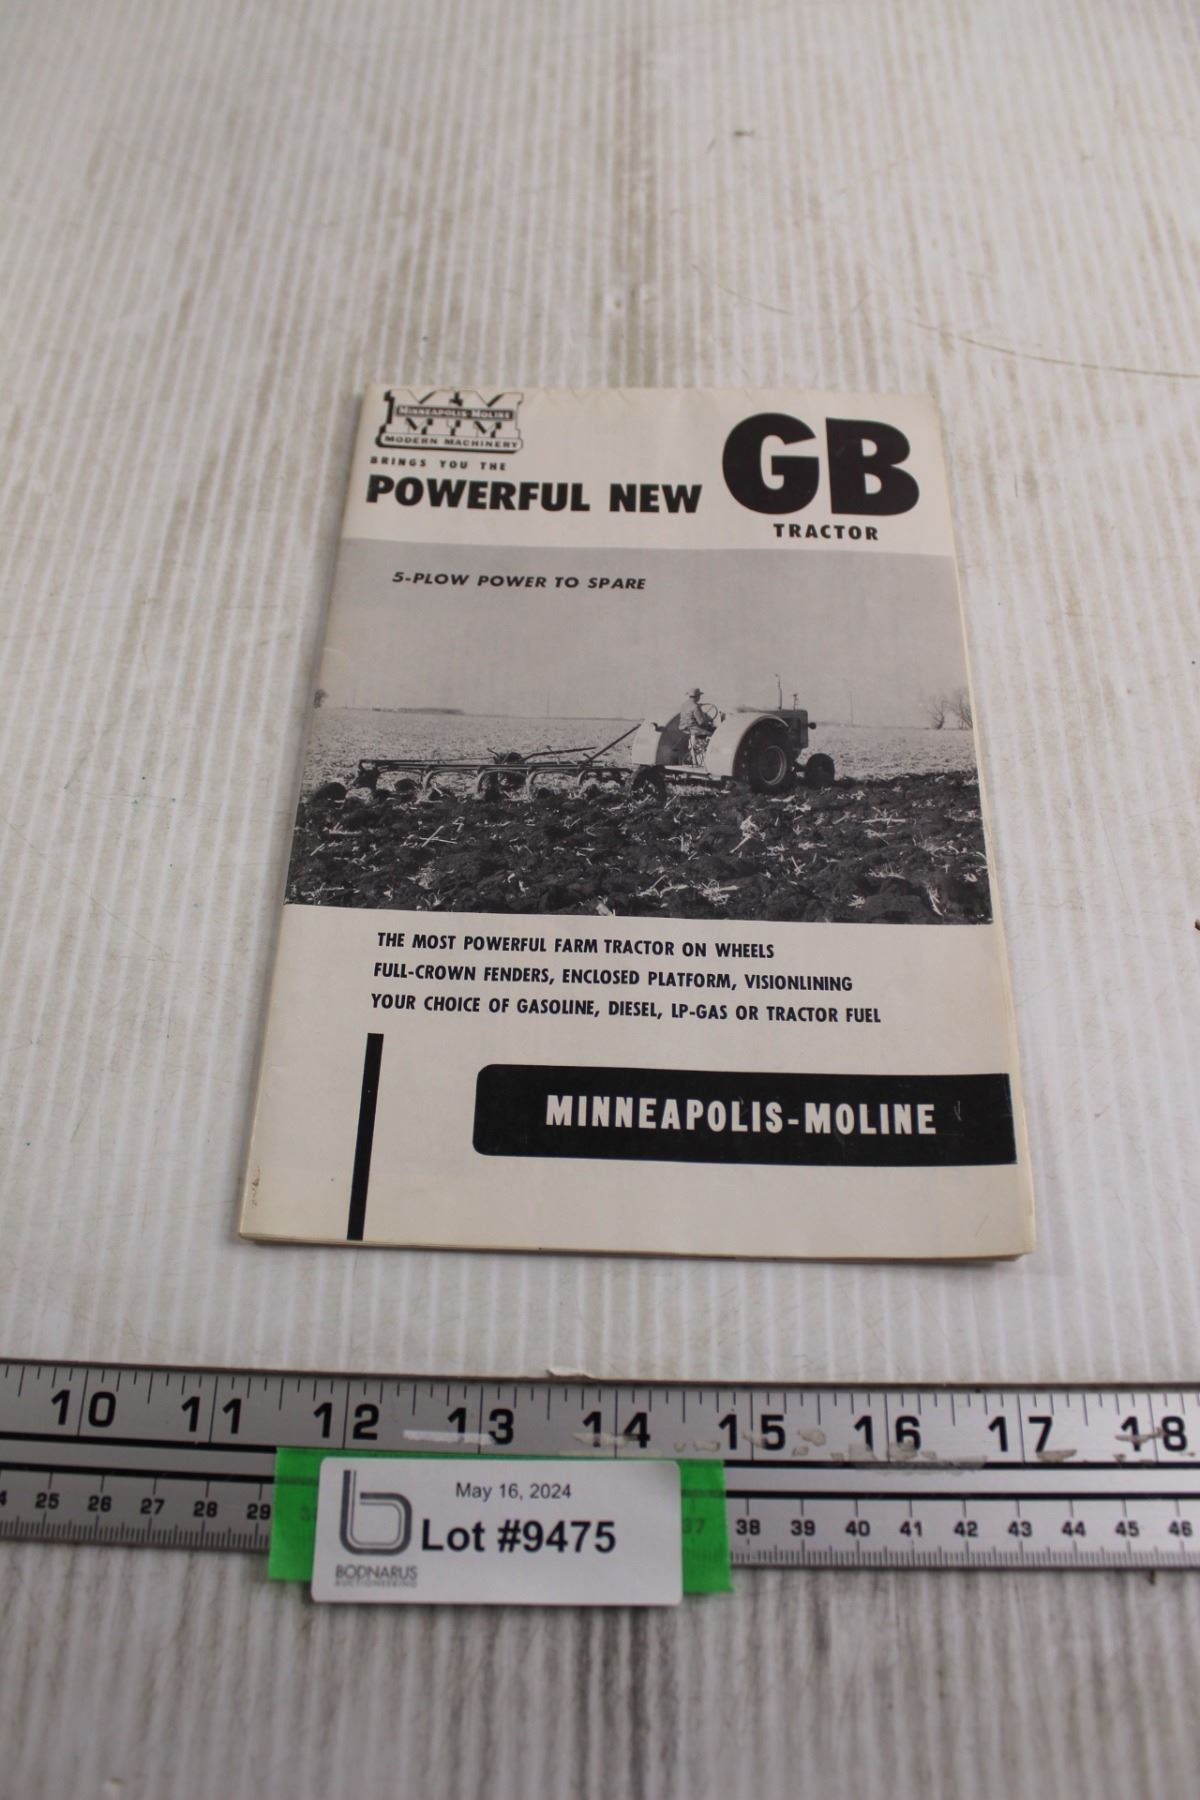 MINNEAPOLIS-MOLINE
MODERN MACHINERY
BRINGS YOU THE
POWERFUL NEW
GB
TRACTOR
5-PLOW POWER TO SPARE
THE MOST POWERFUL FARM TRACTOR ON WHEELS
FULL-CROWN FENDERS, ENCLOSED PLATFORM, VISIONLINING
YOUR CHOICE OF GASOLINE, DIESEL, LP-GAS OR TRACTOR FUEL
MINNEAPOLIS-MOLINE
10 11 12 13 14 15 16 17 18
25 26 27 28 29 37 38 39 40 41 42 43 44 45 46
May 16, 2024
Lot #9475
BODNARUS
AUCTIONEERING